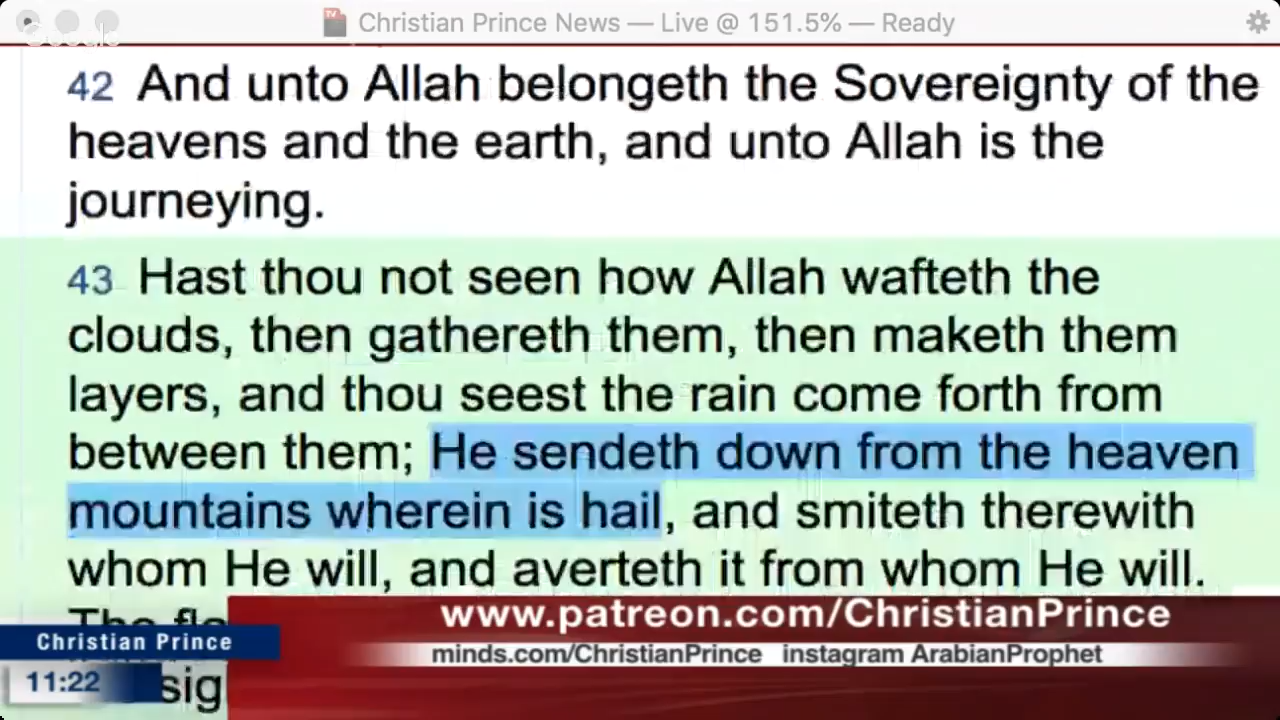 Christian Prince News — Live @ 151.5% — Ready
Google
42 And unto Allah belongeth the Sovereignty of the
heavens and the earth, and unto Allah is the
journeying.
43 Hast thou not seen how Allah wafteth the
clouds, then gathereth them, then maketh them
layers, and thou seest the rain come forth from
between them; He sendeth down from the heaven
mountains wherein is hail, and smiteth therewith
whom He will, and averteth it from whom He will.
The
www.patreon.com/ChristianPrince
Christian Prince
minds.com/ChristianPrince instagram ArabianProphet
11:22